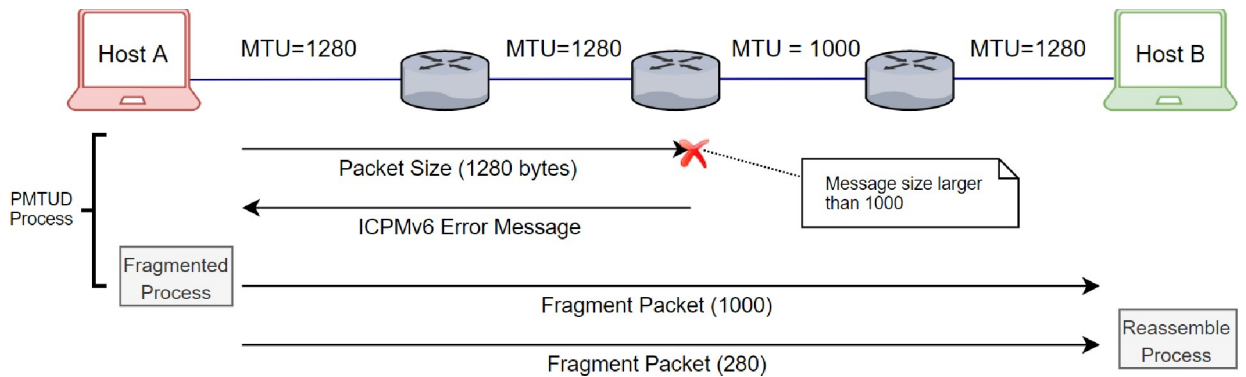 Host A
MTU=1280
MTU=1280
MTU = 1000
MTU=1280
Host B
Packet Size (1280 bytes)
Message size larger
than 1000
PMTUD
Process
ICPMv6 Error Message
Fragmented
Process
Fragment Packet (1000)
Reassemble
Process
Fragment Packet (280)